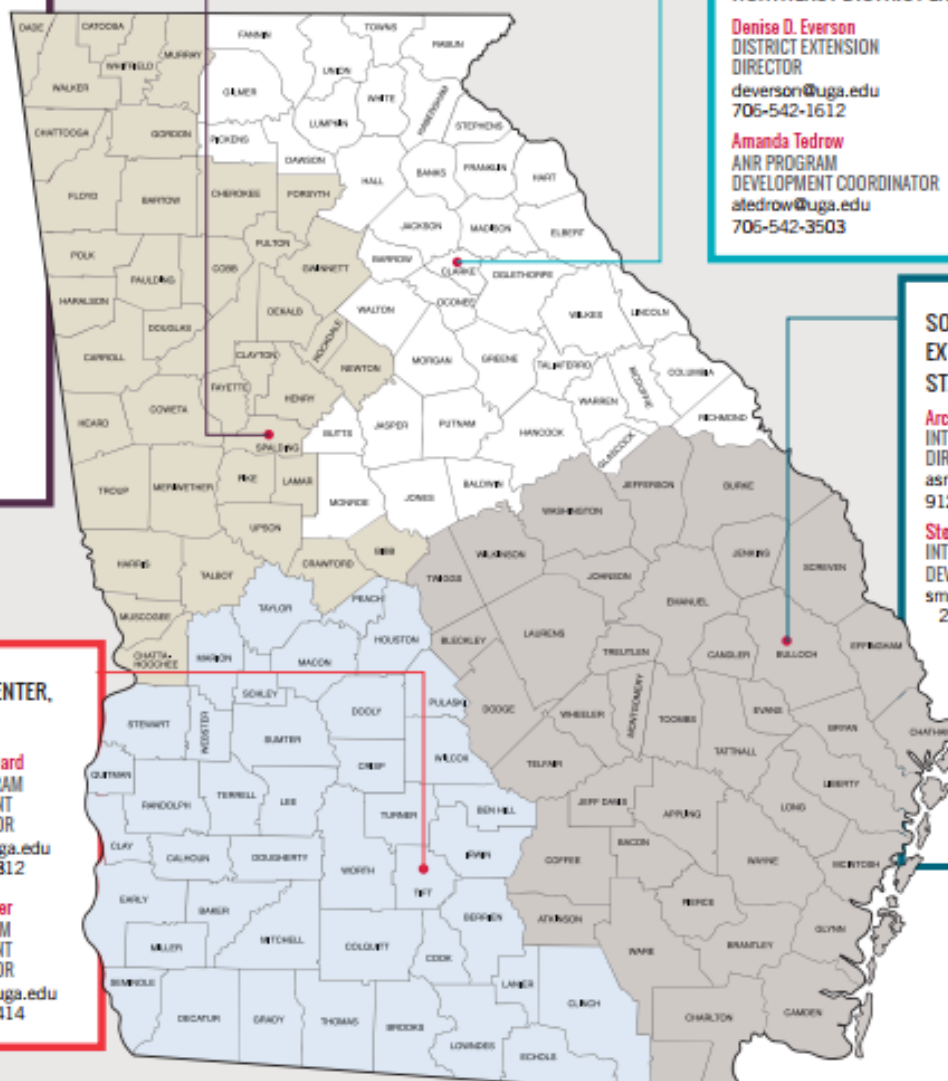 DADE
CATOOSA
WHITFIELD
MURRAY
FANNIN
TOWNS
RABUN
UNION
WALKER
GILMER
WHITE
HABERSHAM
LUMPKIN
STEPHENS
CHATTOOGA
GORDON
PICKENS
DAWSON
HALL
BANKS
FRANKLIN
HART
FLOYD
BARTOW
CHEROKEE
FORSYTH
JACKSON
MADISON
ELBERT
POLK
PAULDING
COBB
FULTON
GWINNETT
BARROW
CLARKE
OGLETHORPE
HARALSON
DOUGLAS
DEKALB
ROCKDALE
WALTON
OCONEE
WILKES
LINCOLN
CARROLL
CLAYTON
NEWTON
MORGAN
GREENE
TALIAFERRO
MCDUFFIE
COLUMBIA
HEARD
COWETA
FAYETTE
HENRY
SPALDING
BUTTS
JASPER
PUTNAM
HANCOCK
WARREN
GLASCOCK
RICHMOND
TROUP
MERIWETHER
PIKE
LAMAR
MONROE
JONES
BALDWIN
JEFFERSON
BURKE
UPSON
WASHINGTON
HARRIS
TALBOT
CRAWFORD
BIBB
TWIGGS
WILKINSON
JOHNSON
JENKINS
SCREVEN
MUSCOGEE
TAYLOR
PEACH
HOUSTON
BLECKLEY
LAURENS
EMANUEL
CHATTA-
HOOCHEE
MARION
MACON
TREUTLEN
CANDLER
BULLOCH
EFFINGHAM
STEWART
WEBSTER
SCHLEY
DOOLY
PULASKI
DODGE
WHEELER
MONTGOMERY
TOOMBS
EVANS
BRYAN
CHATHAM
SUMTER
CRISP
WILCOX
TELFAIR
TATTNALL
LIBERTY
QUITMAN
RANDOLPH
TERRELL
LEE
TURNER
BEN HILL
JEFF DAVIS
APPLING
LONG
CLAY
CALHOUN
DOUGHERTY
WORTH
TIFT
IRWIN
COFFEE
BACON
WAYNE
MCINTOSH
EARLY
BAKER
MITCHELL
COLQUITT
BERRIEN
ATKINSON
PIERCE
GLYNN
MILLER
COOK
WARE
BRANTLEY
SEMINOLE
DECATUR
GRADY
THOMAS
BROOKS
LANIER
CLINCH
CHARLTON
CAMDEN
LOWNDES
ECHOLS
Denise D. Everson
DISTRICT EXTENSION
DIRECTOR
deverson@uga.edu
706-542-1612
Amanda Tedrow
ANR PROGRAM
DEVELOPMENT COORDINATOR
atedrow@uga.edu
706-542-3503
SO
EX
ST
Arc
INT
DIR
asr
912
Ste
INT
DEV
sm
2
ENTER,
ard
RAM
NT
OR
ga.edu
312
er
M
NT
OR
uga.edu
414